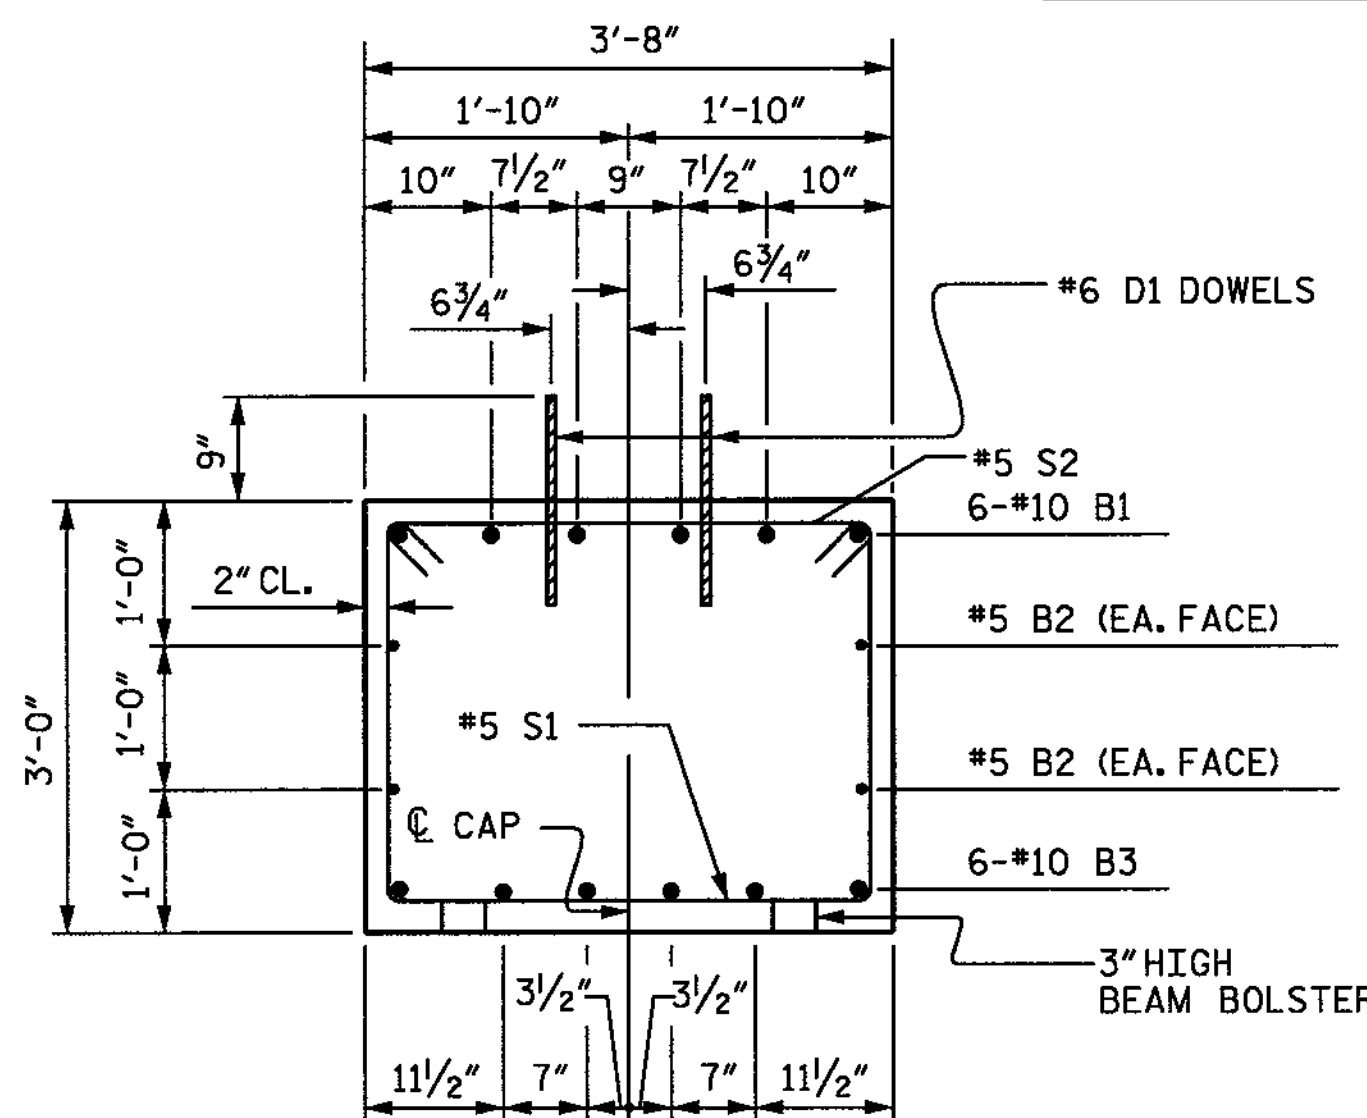 3'-8"
1'-10" 1'-10"
10" 7½" 9" 7½" 10"
6¾"
6¾"
#6 D1 DOWELS
9"
#5 S2
6-#10 B1
2" CL.
1'-0"
#5 B2 (EA. FACE)
3'-0"
1'-0"
#5 S1
#5 B2 (EA. FACE)
℄ CAP
1'-0"
6-#10 B3
3" HIGH
BEAM BOLSTER
3½" 3½"
11½" 7" 7" 11½"